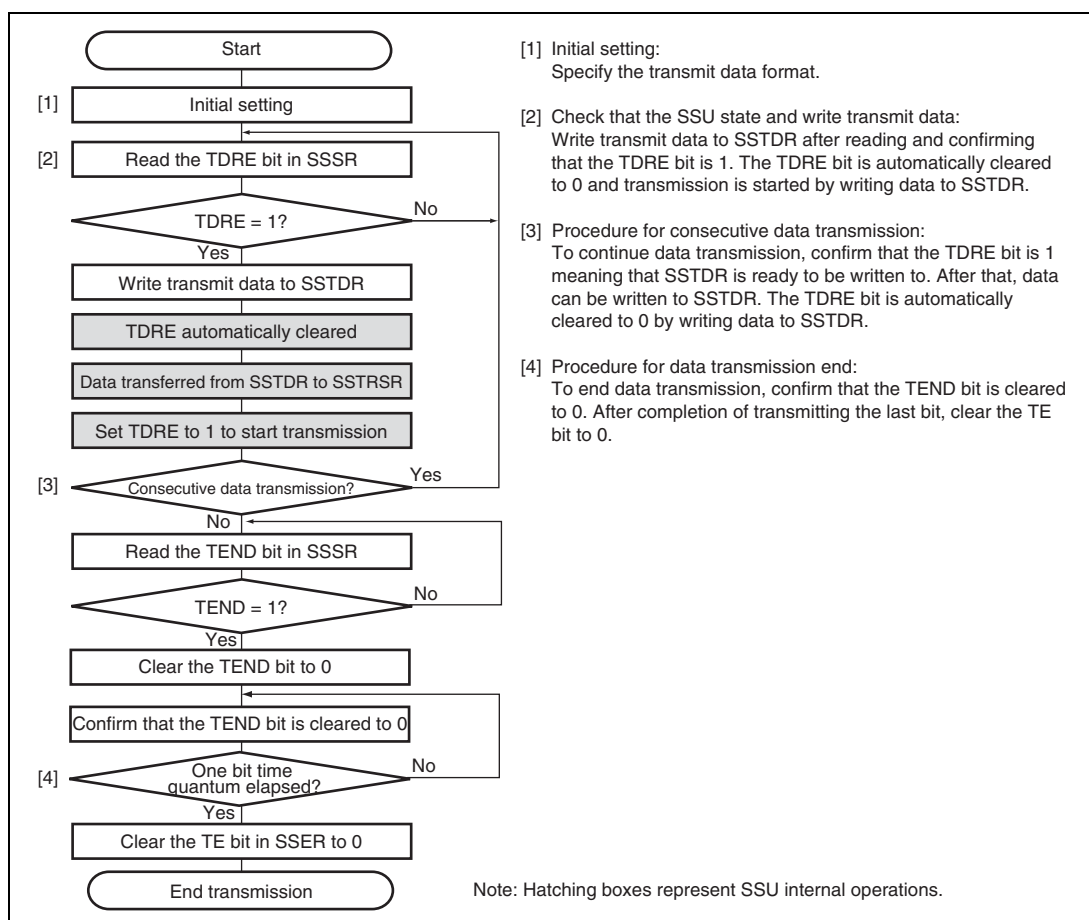 Start
[1] Initial setting
[2] Read the TDRE bit in SSSR
TDRE = 1?
No
Yes
Write transmit data to SSTDR
TDRE automatically cleared
Data transferred from SSTDR to SSTRSR
Set TDRE to 1 to start transmission
[3] Consecutive data transmission?
Yes
No
Read the TEND bit in SSSR
TEND = 1?
No
Yes
Clear the TEND bit to 0
Confirm that the TEND bit is cleared to 0
[4] One bit time
quantum elapsed?
No
Yes
Clear the TE bit in SSER to 0
End transmission
[1] Initial setting:
Specify the transmit data format.
[2] Check that the SSU state and write transmit data:
Write transmit data to SSTDR after reading and confirming
that the TDRE bit is 1. The TDRE bit is automatically cleared
to 0 and transmission is started by writing data to SSTDR.
[3] Procedure for consecutive data transmission:
To continue data transmission, confirm that the TDRE bit is 1
meaning that SSTDR is ready to be written to. After that, data
can be written to SSTDR. The TDRE bit is automatically
cleared to 0 by writing data to SSTDR.
[4] Procedure for data transmission end:
To end data transmission, confirm that the TEND bit is cleared
to 0. After completion of transmitting the last bit, clear the TE
bit to 0.
Note: Hatching boxes represent SSU internal operations.